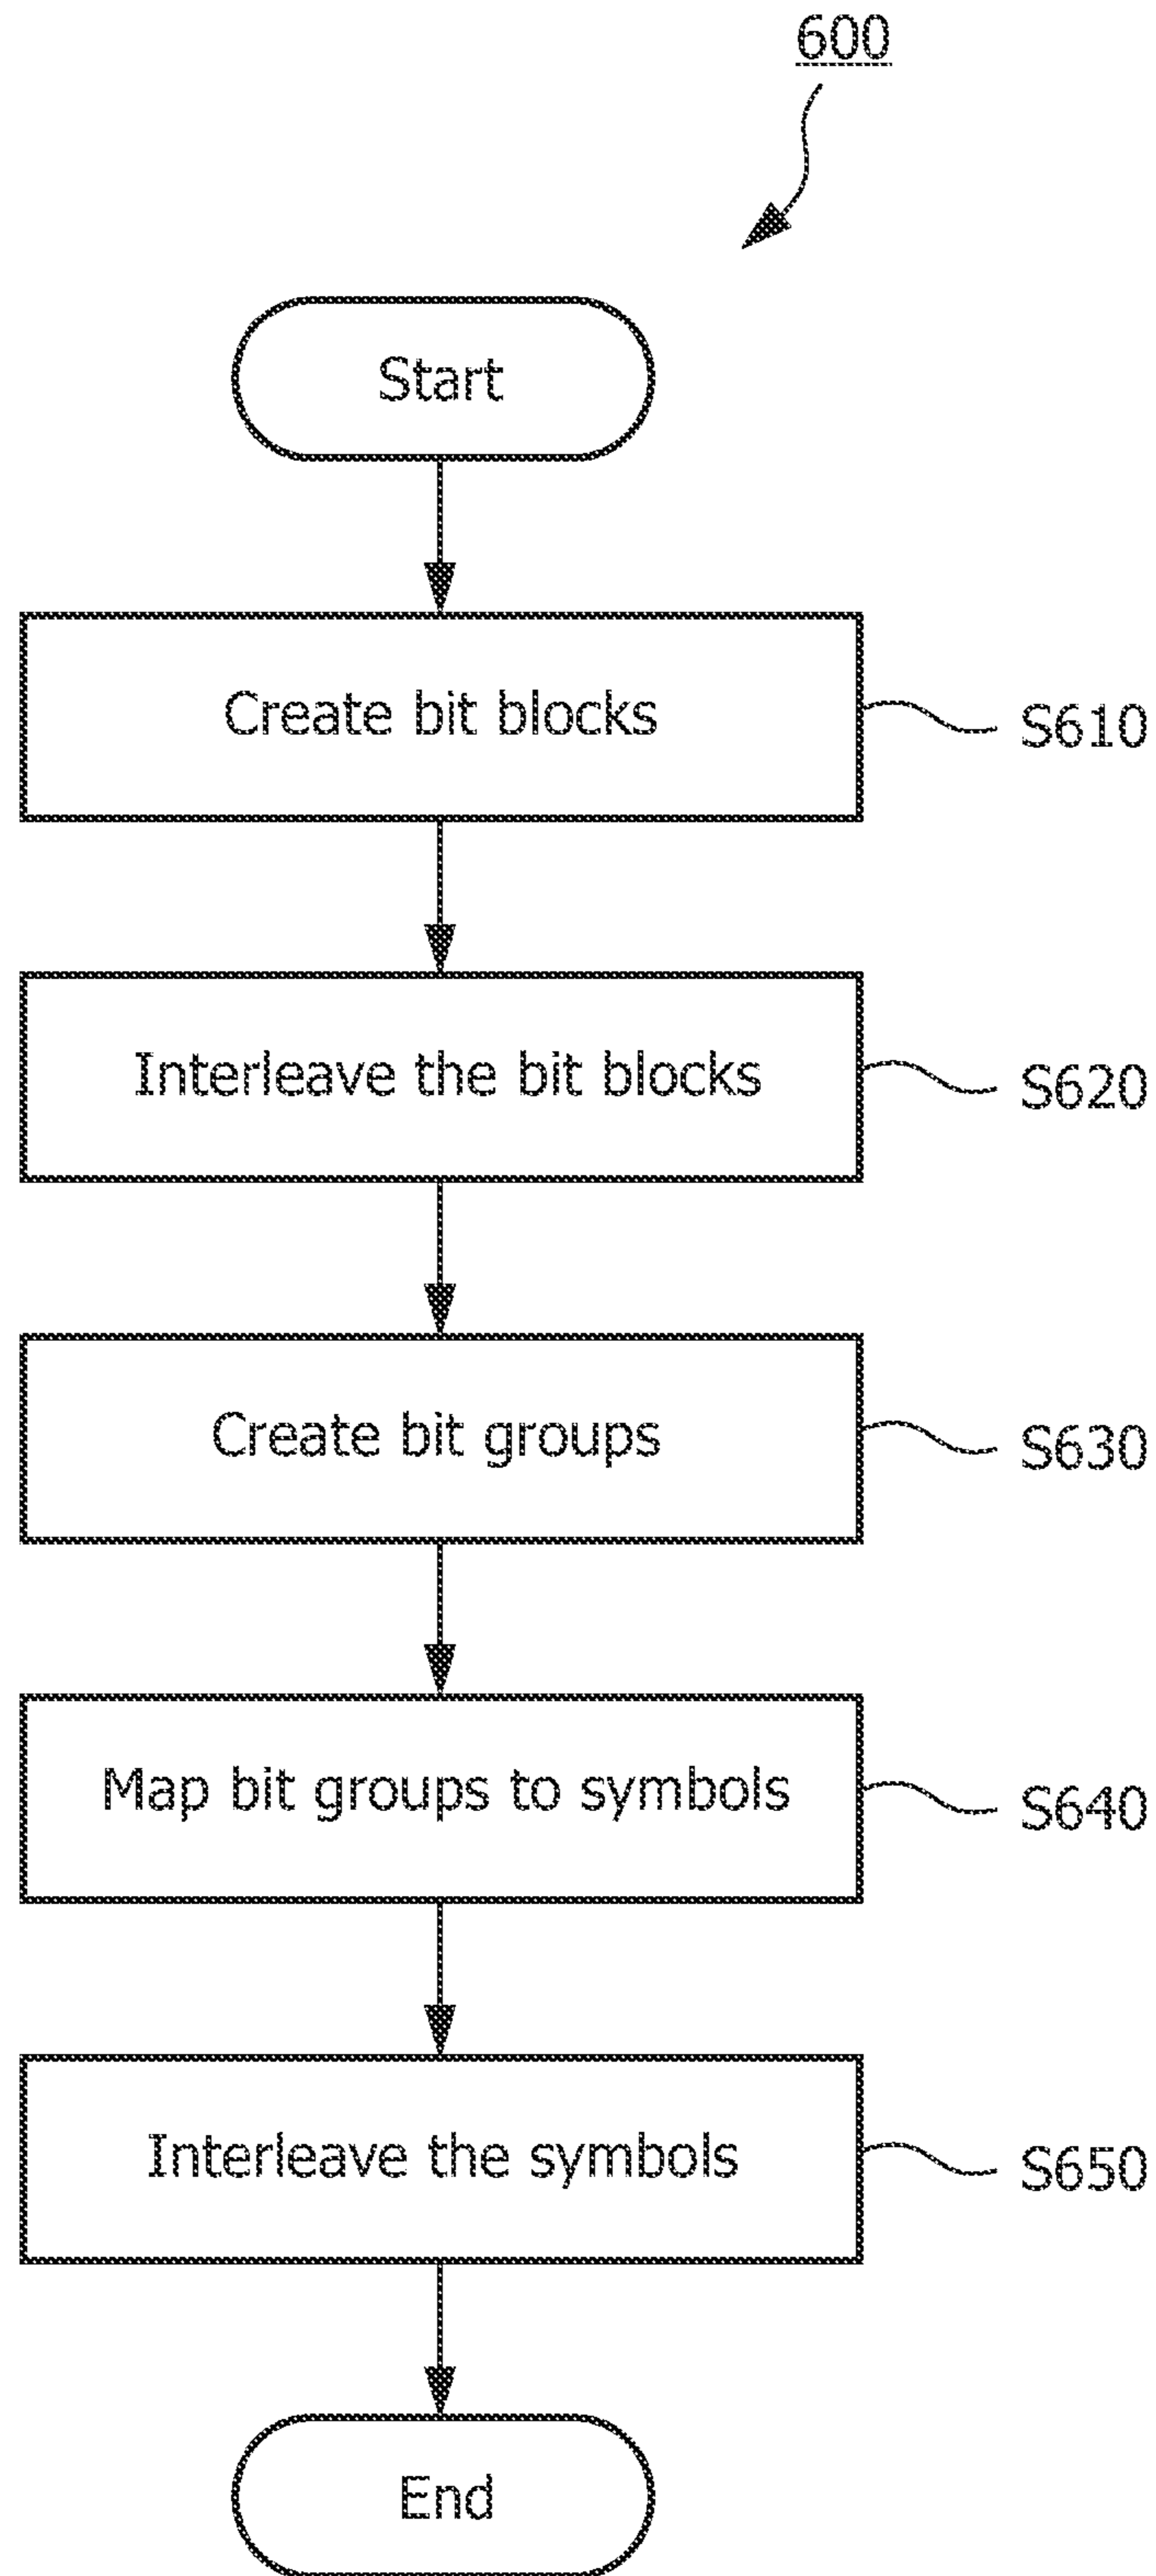 600
Start
Create bit blocks
S610
Interleave the bit blocks
S620
Create bit groups
S630
Map bit groups to symbols
S640
Interleave the symbols
S650
End